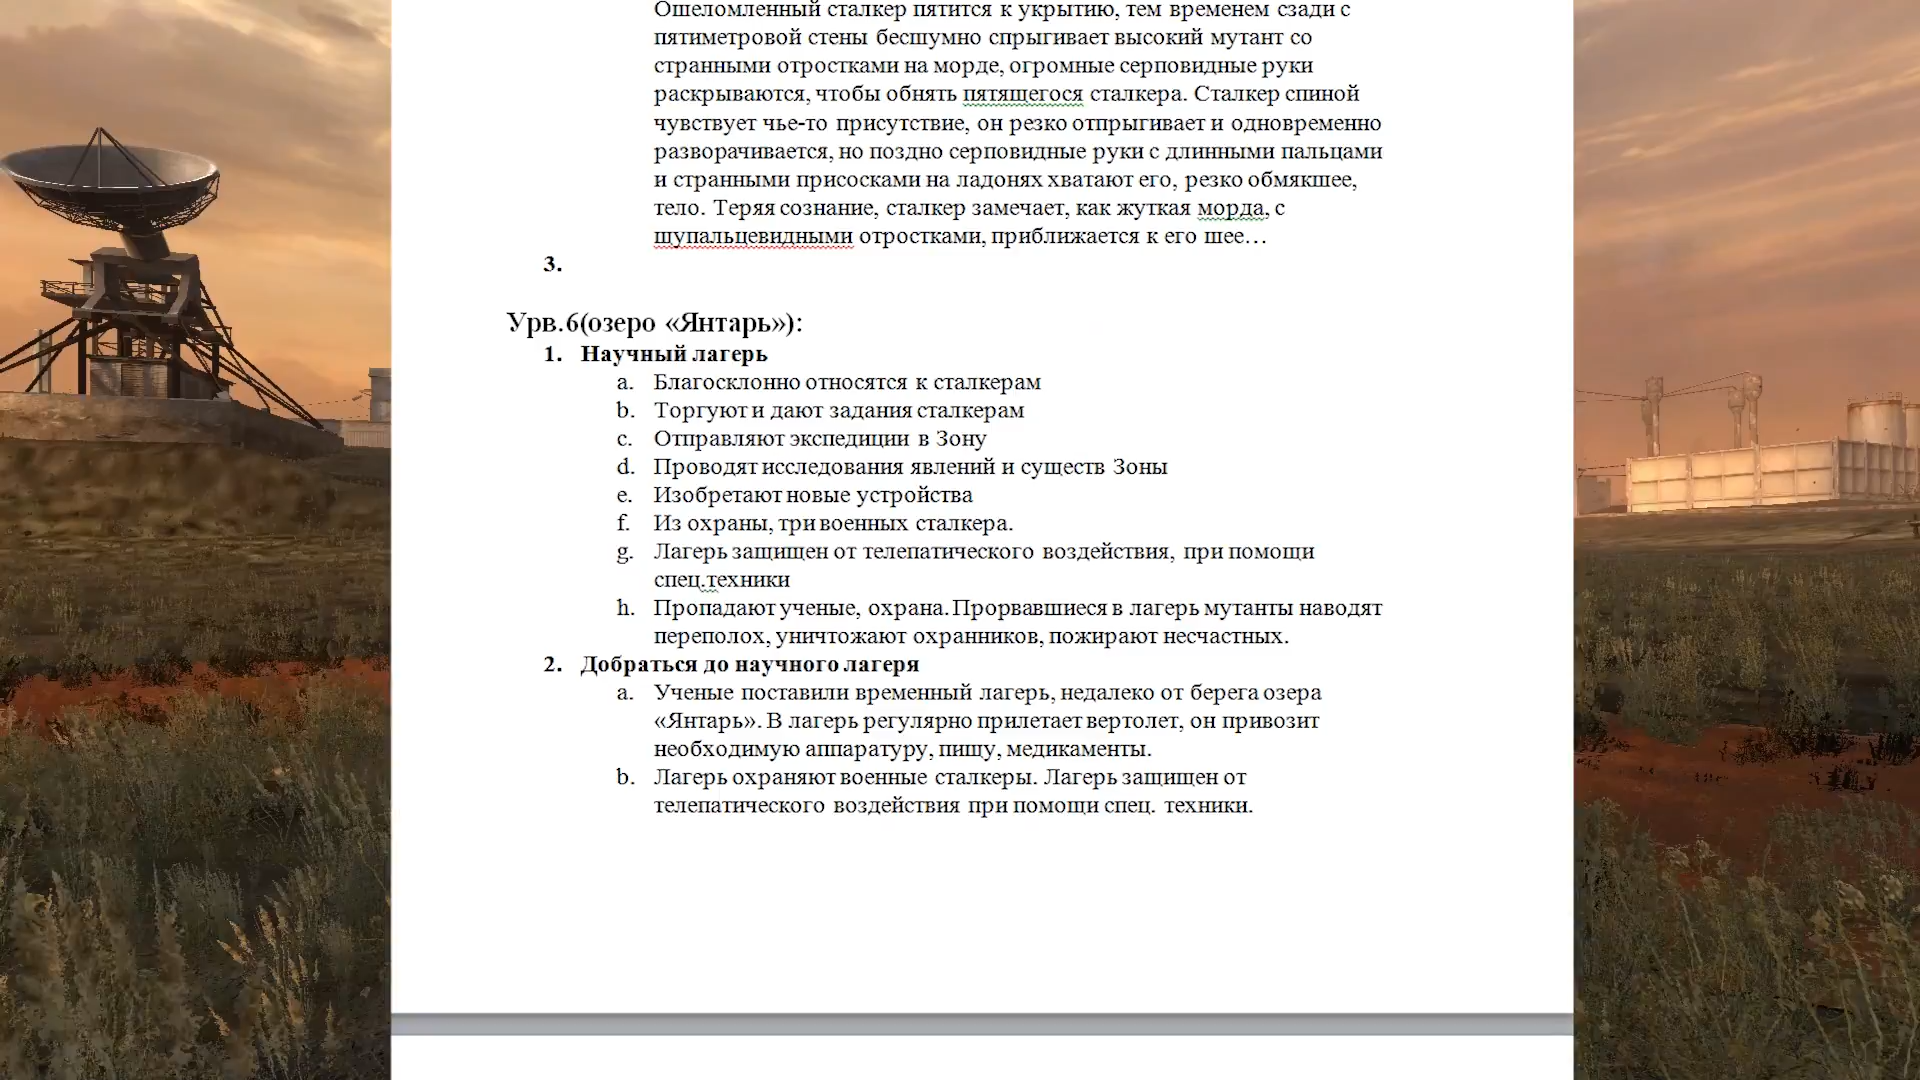 Ошеломленный сталкер пятится к укрытию, тем временем сзади с
пятиметровой стены бесшумно спрыгивает высокий мутант со
странными отростками на морде, огромные серповидные руки
раскрываются, чтобы обнять пятящегося сталкера. Сталкер спиной
чувствует чье-то присутствие, он резко отпрыгивает и одновременно
разворачивается, но поздно серповидные руки с длинными пальцами
и странными присосками на ладонях хватают его, резко обмякшее,
тело. Теряя сознание, сталкер замечает, как жуткая морда, с
щупальцевидными отростками, приближается к его шее…
3.
Урв.6(озеро «Янтарь»):
1. Научный лагерь
a. Благосклонно относятся к сталкерам
b. Торгуют и дают задания сталкерам
c. Отправляют экспедиции в Зону
d. Проводят исследования явлений и существ Зоны
e. Изобретают новые устройства
f. Из охраны, три военных сталкера.
g. Лагерь защищен от телепатического воздействия, при помощи
спец.техники
h. Пропадают ученые, охрана. Прорвавшиеся в лагерь мутанты наводят
переполох, уничтожают охранников, пожирают несчастных.
2. Добраться до научного лагеря
a. Ученые поставили временный лагерь, недалеко от берега озера
«Янтарь». В лагерь регулярно прилетает вертолет, он привозит
необходимую аппаратуру, пищу, медикаменты.
b. Лагерь охраняют военные сталкеры. Лагерь защищен от
телепатического воздействия при помощи спец. техники.